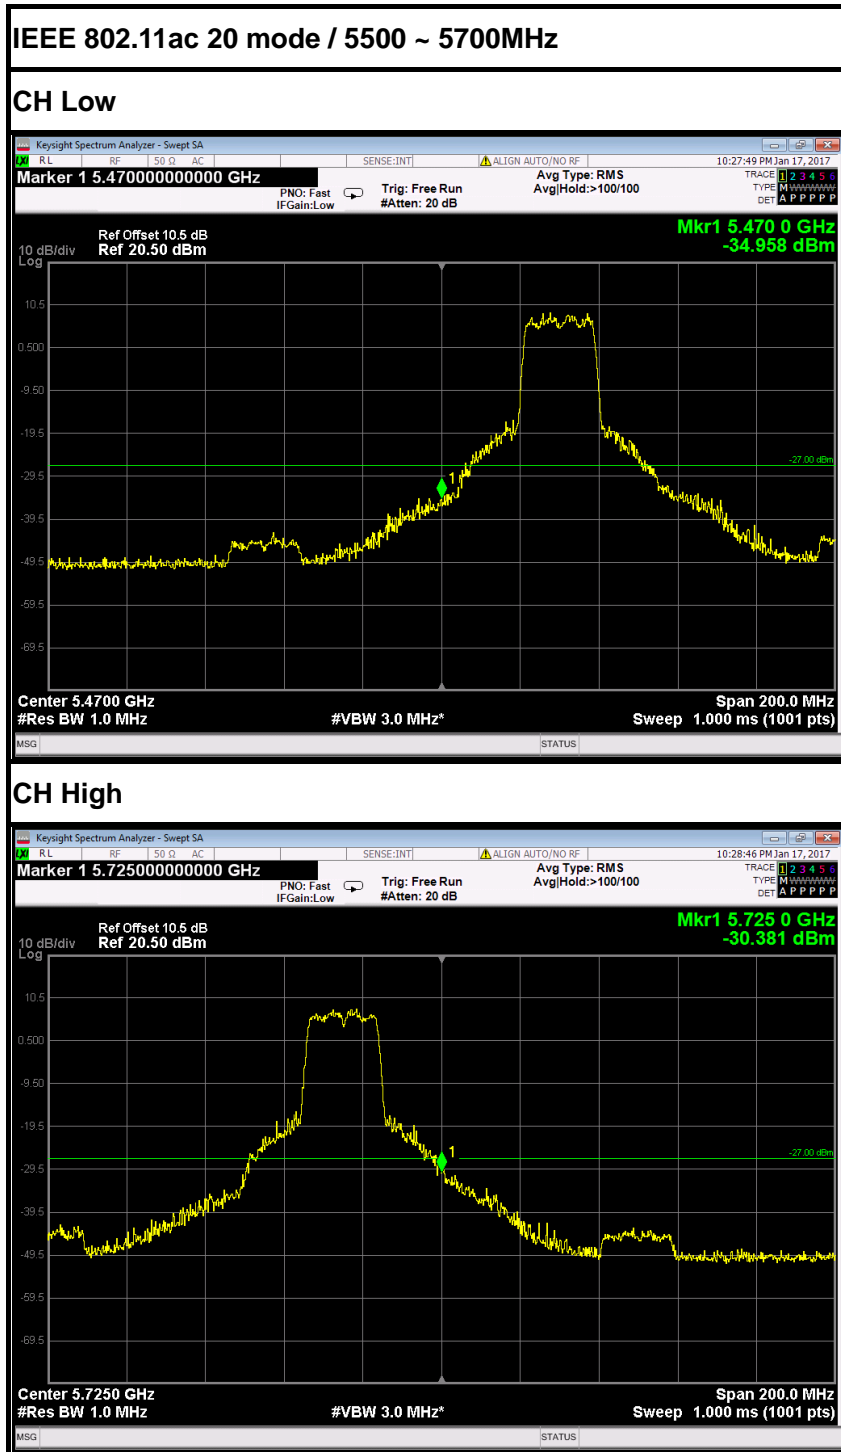 IEEE 802.11ac 20 mode / 5500 ~ 5700MHz
CH Low
Keysight Spectrum Analyzer - Swept SA
LXI RL RF 50 Ω AC SENSE:INT ALIGN AUTO/NO RF 10:27:49 PM Jan 17, 2017
Marker 1 5.470000000000 GHz
PNO: Fast
IFGain:Low
Trig: Free Run
#Atten: 20 dB
Avg Type: RMS
Avg|Hold:>100/100
TRACE 1 2 3 4 5 6
TYPE M WWWWW
DET A P P P P P
Mkr1 5.470 0 GHz
-34.958 dBm
Ref Offset 10.5 dB
10 dB/div Ref 20.50 dBm
Log
10.5
0.500
-9.50
-19.5
-27.00 dBm
-29.5
1
-39.5
-49.5
-59.5
-69.5
Center 5.4700 GHz Span 200.0 MHz
#Res BW 1.0 MHz #VBW 3.0 MHz* Sweep 1.000 ms (1001 pts)
MSG STATUS
CH High
Keysight Spectrum Analyzer - Swept SA
LXI RL RF 50 Ω AC SENSE:INT ALIGN AUTO/NO RF 10:28:46 PM Jan 17, 2017
Marker 1 5.725000000000 GHz
PNO: Fast
IFGain:Low
Trig: Free Run
#Atten: 20 dB
Avg Type: RMS
Avg|Hold:>100/100
TRACE 1 2 3 4 5 6
TYPE M WWWWW
DET A P P P P P
Mkr1 5.725 0 GHz
-30.381 dBm
Ref Offset 10.5 dB
10 dB/div Ref 20.50 dBm
Log
10.5
0.500
-9.50
-19.5
1
-27.00 dBm
-29.5
-39.5
-49.5
-59.5
-69.5
Center 5.7250 GHz Span 200.0 MHz
#Res BW 1.0 MHz #VBW 3.0 MHz* Sweep 1.000 ms (1001 pts)
MSG STATUS